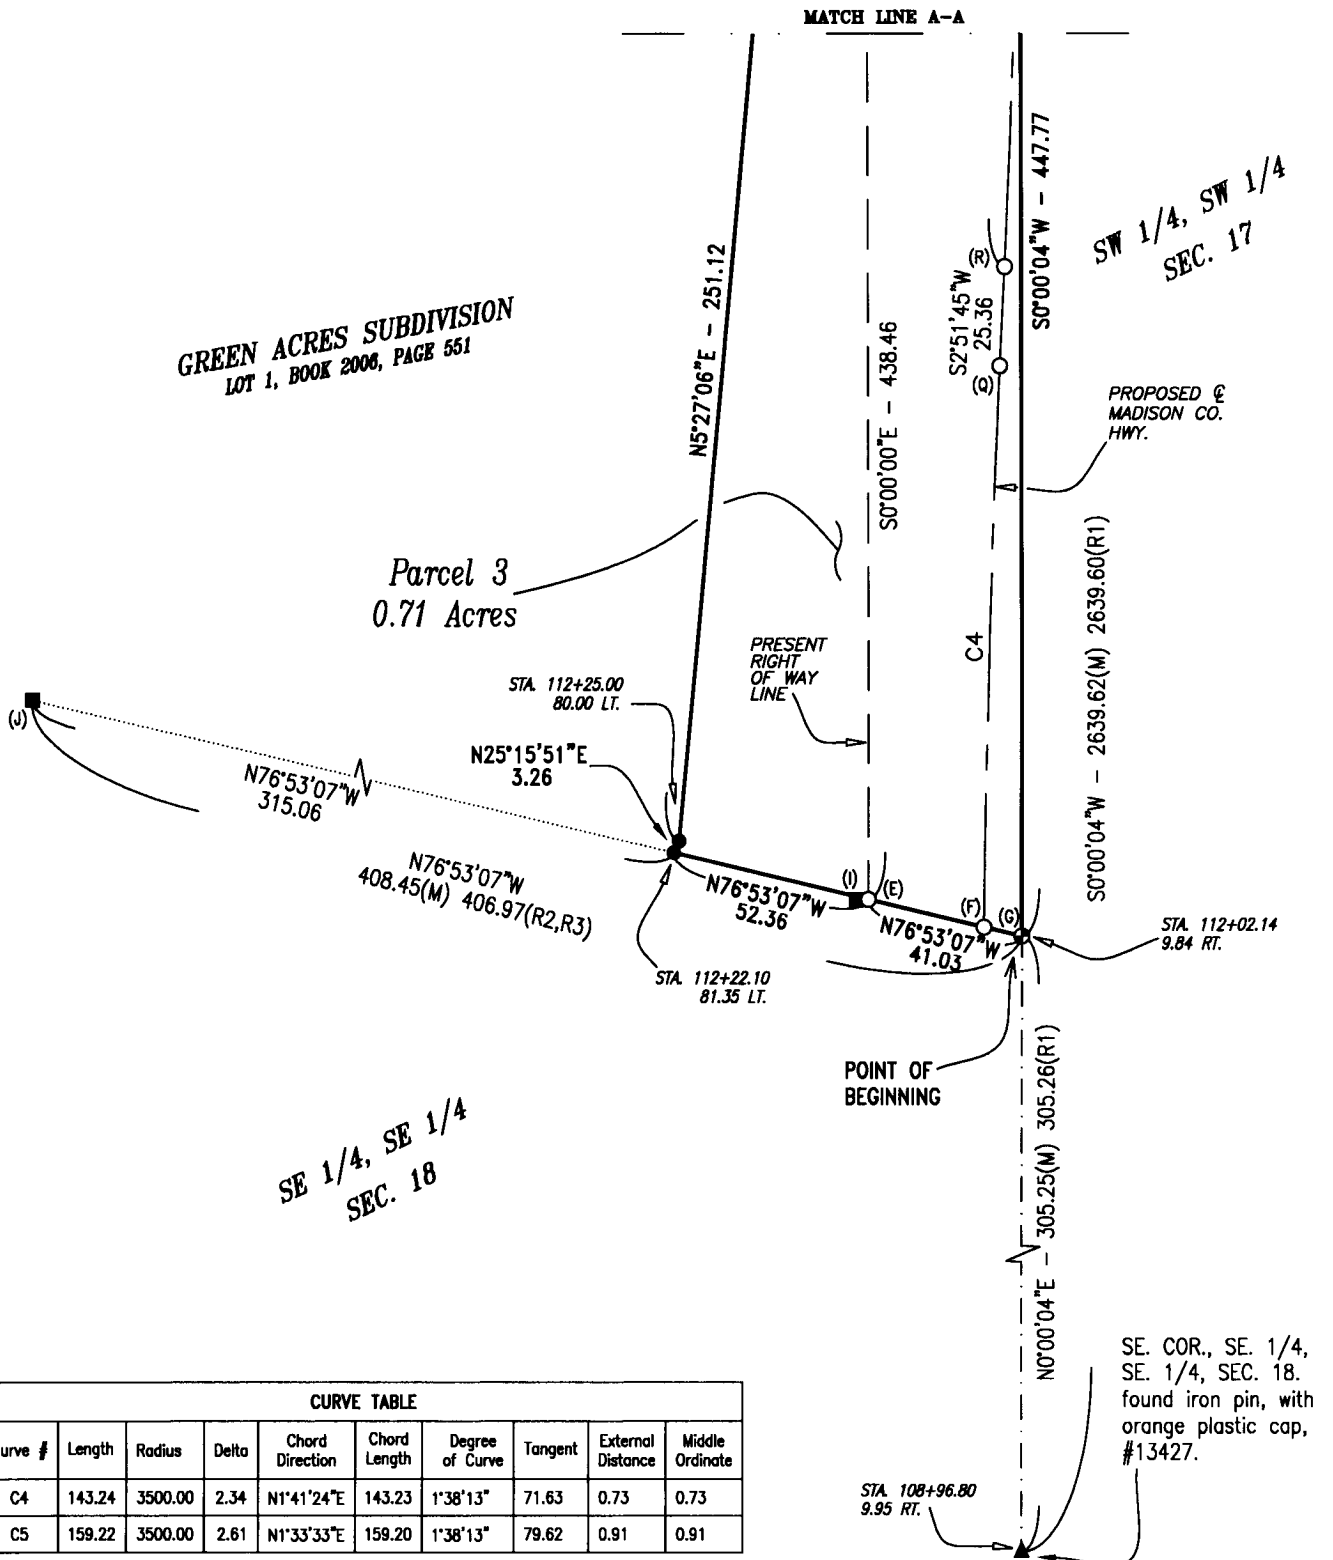 MATCH LINE A-A
S0°00'04"W - 447.77
SW 1/4, SW 1/4
SEC. 17
(R)
S2°51'45"W
25.36
(Q)
N5°27'06"E - 251.12
S0°00'00"E - 438.46
GREEN ACRES SUBDIVISION
LOT 1, BOOK 2006, PAGE 551
PROPOSED ℄
MADISON CO.
HWY.
Parcel 3
0.71 Acres
C4
S0°00'04"W - 2639.62(M) 2639.60(R1)
PRESENT
RIGHT
OF WAY
LINE
STA. 112+25.00
80.00 LT.
(J)
N25°15'51"E
3.26
N76°53'07"W
315.06
N76°53'07"W
408.45(M) 406.97(R2,R3)
N76°53'07"W
52.36
(I)
(E)
(F)
(G)
N76°53'07"W
41.03
STA. 112+02.14
9.84 RT.
STA. 112+22.10
81.35 LT.
POINT OF
BEGINNING
N0°00'04"E - 305.25(M) 305.26(R1)
SE 1/4, SE 1/4
SEC. 18
SE. COR., SE. 1/4,
SE. 1/4, SEC. 18.
found iron pin, with
orange plastic cap,
#13427.
STA. 108+96.80
9.95 RT.
CURVE TABLE
urve # Length Radius Delta Chord Direction Chord Length Degree of Curve Tangent External Distance Middle Ordinate
C4 143.24 3500.00 2.34 N1°41'24"E 143.23 1°38'13" 71.63 0.73 0.73
C5 159.22 3500.00 2.61 N1°33'33"E 159.20 1°38'13" 79.62 0.91 0.91